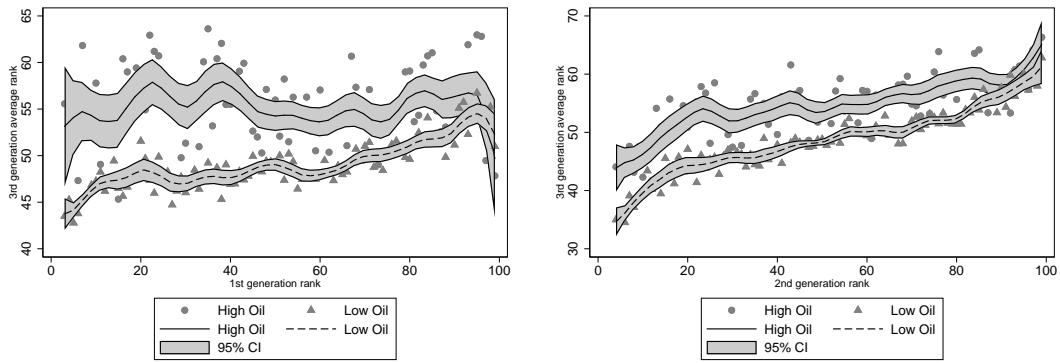 3rd generation average rank
65
60
55
50
45
40
0 20 40 60 80 100
1st generation rank
High Oil Low Oil
High Oil Low Oil
95% CI
3rd generation average rank
70
60
50
40
30
0 20 40 60 80 100
2nd generation rank
High Oil Low Oil
High Oil Low Oil
95% CI